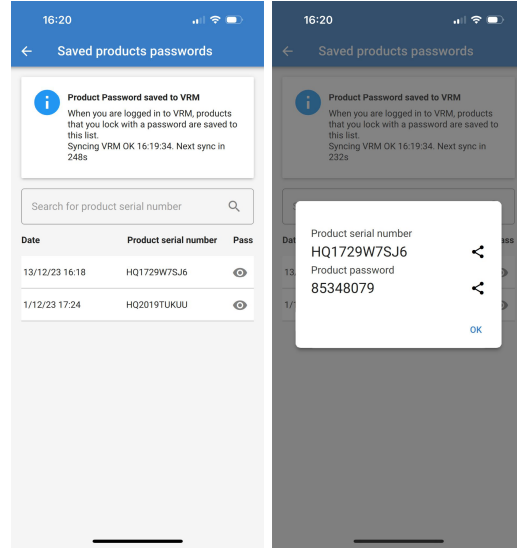 16:20
Saved products passwords
Product Password saved to VRM
When you are logged in to VRM, products
that you lock with a password are saved to
this list.
Syncing VRM OK 16:19:34. Next sync in
248s
Search for product serial number
Date Product serial number Pass
13/12/23 16:18 HQ1729W7SJ6
1/12/23 17:24 HQ2019TUKUU
16:20
Saved products passwords
Product Password saved to VRM
When you are logged in to VRM, products
that you lock with a password are saved to
this list.
Syncing VRM OK 16:19:34. Next sync in
232s
Product serial number
HQ1729W7SJ6
Product password
85348079
OK